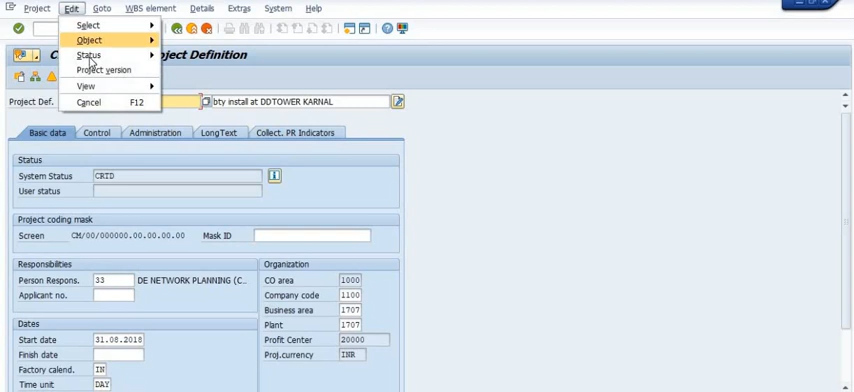 Project Edit Goto WBS element Details Extras System Help
Select
Object
Status
Project version
View
Cancel F12
C Project Definition
Project Def. bty install at DDTOWER KARNAL
Basic data Control Administration LongText Collect. PR Indicators
Status
System Status CRTD
User status
Project coding mask
Screen CM/00/000000.00.00.00.00 Mask ID
Responsibilities
Person Respons. 33 DE NETWORK PLANNING (C...
Applicant no.
Organization
CO area 1000
Company code 1100
Business area 1707
Plant 1707
Profit Center 20000
Proj.currency INR
Dates
Start date 31.08.2018
Finish date
Factory calend. IN
Time unit DAY